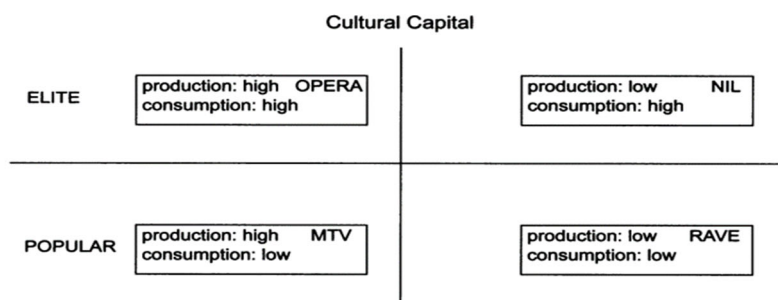 Cultural Capital
ELITE
production: high OPERA
consumption: high
production: low NIL
consumption: high
POPULAR
production: high MTV
consumption: low
production: low RAVE
consumption: low